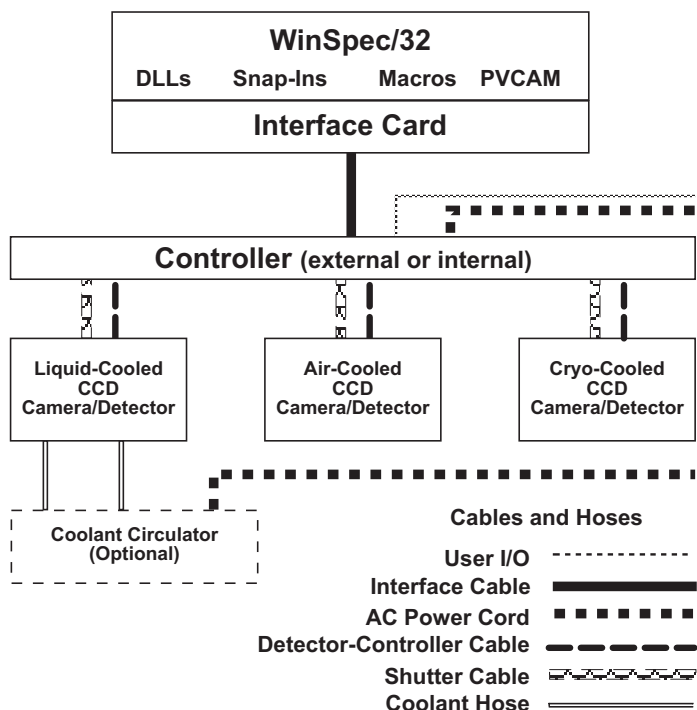 WinSpec/32
DLLs Snap-Ins Macros PVCAM
Interface Card
Controller (external or internal)
Liquid-Cooled
CCD
Camera/Detector
Air-Cooled
CCD
Camera/Detector
Cryo-Cooled
CCD
Camera/Detector
Coolant Circulator
(Optional)
Cables and Hoses
User I/O
Interface Cable
AC Power Cord
Detector-Controller Cable
Shutter Cable
Coolant Hose